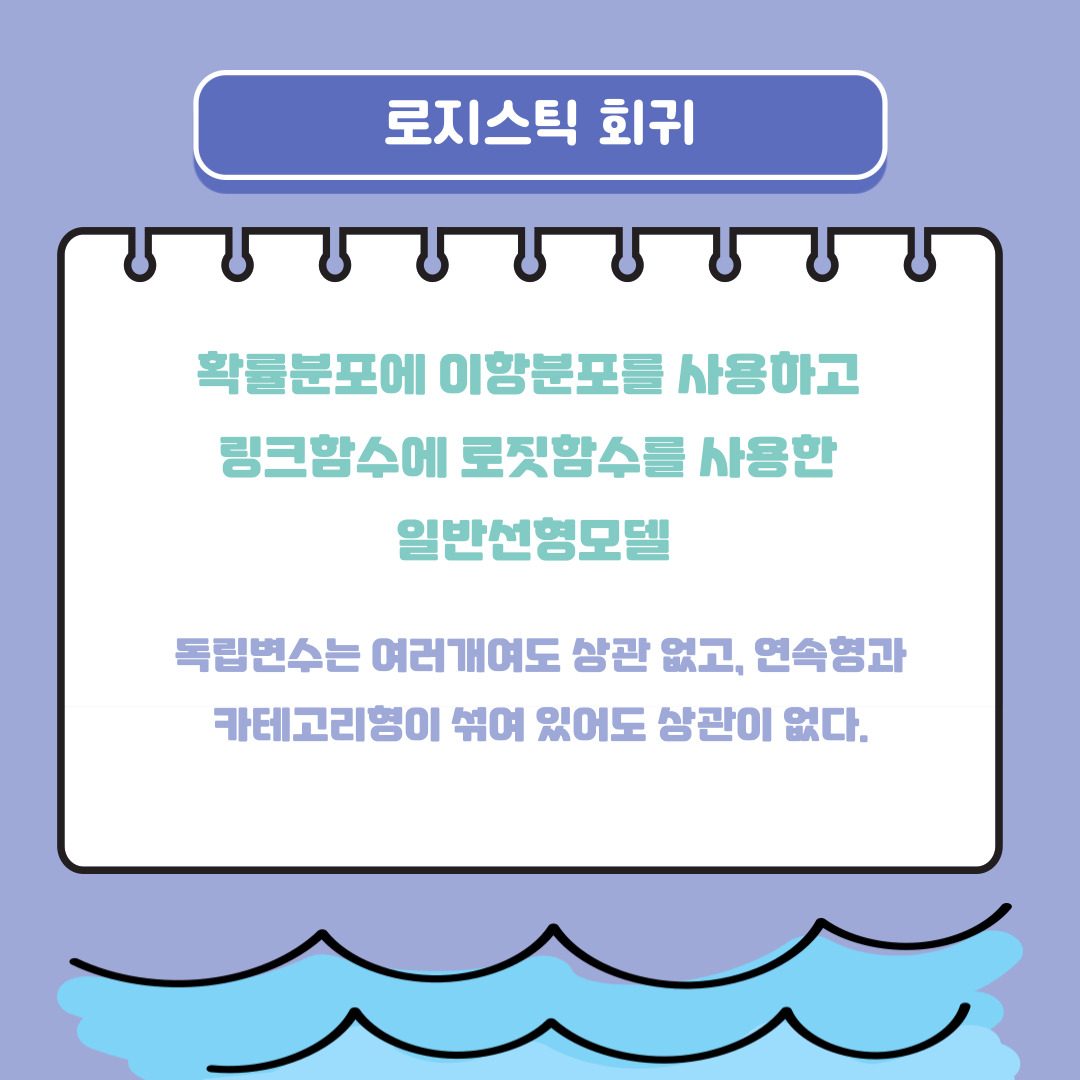 로지스틱 회귀
확률분포에 이항분포를 사용하고
링크함수에 로짓함수를 사용한
일반선형모델
독립변수는 여러개여도 상관 없고, 연속형과
카테고리형이 섞여 있어도 상관이 없다.